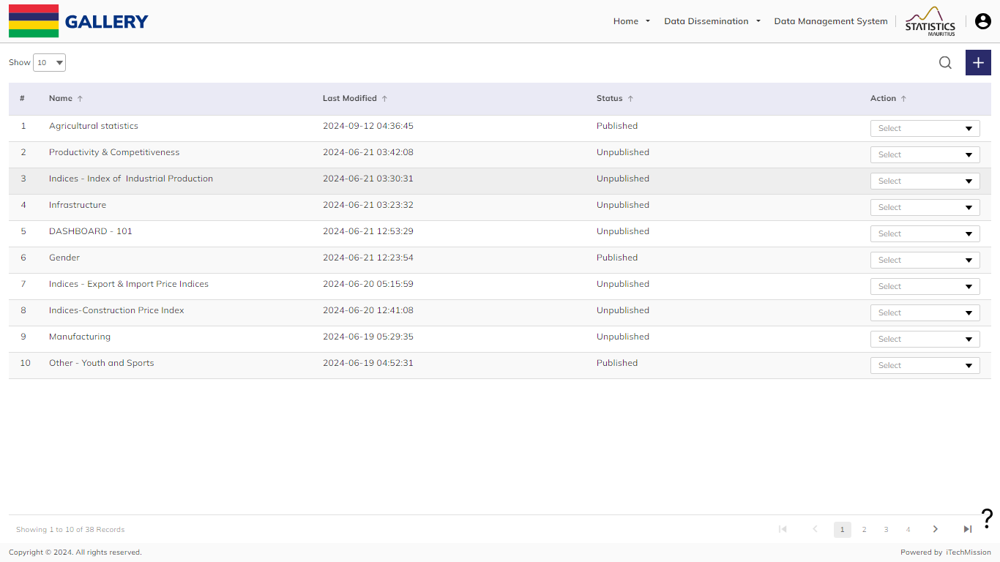 GALLERY
Home Data Dissemination Data Management System STATISTICS MAURITIUS
Show 10
# Name Last Modified Status Action
1 Agricultural statistics 2024-09-12 04:36:45 Published Select
2 Productivity & Competitiveness 2024-06-21 03:42:08 Unpublished Select
3 Indices - Index of  Industrial Production 2024-06-21 03:30:31 Unpublished Select
4 Infrastructure 2024-06-21 03:23:32 Unpublished Select
5 DASHBOARD - 101 2024-06-21 12:53:29 Unpublished Select
6 Gender 2024-06-21 12:23:54 Published Select
7 Indices - Export & Import Price Indices 2024-06-20 05:15:59 Unpublished Select
8 Indices-Construction Price Index 2024-06-20 12:41:08 Unpublished Select
9 Manufacturing 2024-06-19 05:29:35 Unpublished Select
10 Other - Youth and Sports 2024-06-19 04:52:31 Published Select
Showing 1 to 10 of 38 Records 1 2 3 4 ?
Copyright © 2024. All rights reserved. Powered by iTechMission